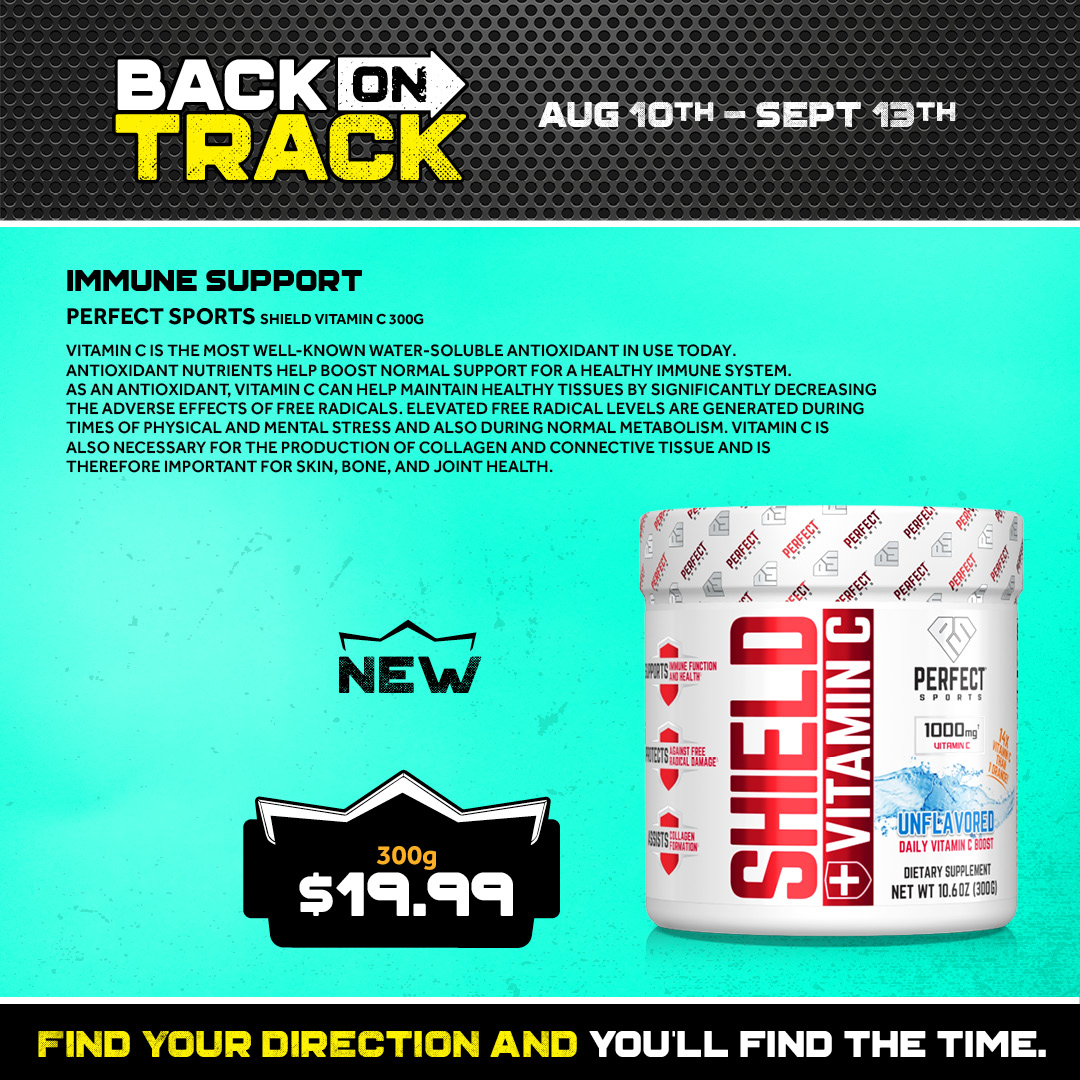 BACK ON
TRACK
AUG 10TH – SEPT 13TH
IMMUNE SUPPORT
PERFECT SPORTS SHIELD VITAMIN C 300G
VITAMIN C IS THE MOST WELL-KNOWN WATER-SOLUBLE ANTIOXIDANT IN USE TODAY.
ANTIOXIDANT NUTRIENTS HELP BOOST NORMAL SUPPORT FOR A HEALTHY IMMUNE SYSTEM.
AS AN ANTIOXIDANT, VITAMIN C CAN HELP MAINTAIN HEALTHY TISSUES BY SIGNIFICANTLY DECREASING
THE ADVERSE EFFECTS OF FREE RADICALS. ELEVATED FREE RADICAL LEVELS ARE GENERATED DURING
TIMES OF PHYSICAL AND MENTAL STRESS AND ALSO DURING NORMAL METABOLISM. VITAMIN C IS
ALSO NECESSARY FOR THE PRODUCTION OF COLLAGEN AND CONNECTIVE TISSUE AND IS
THEREFORE IMPORTANT FOR SKIN, BONE, AND JOINT HEALTH.
NEW
300g
$19.99
SUPPORTS IMMUNE FUNCTION
AND HEALTH
PROTECTS AGAINST FREE
RADICAL DAMAGE
ASSISTS COLLAGEN
FORMATION
SHIELD
VITAMIN C
PERFECT
SPORTS
1000mg†
VITAMIN C
14X
VITAMIN C
THAN
1 ORANGE
UNFLAVORED
DAILY VITAMIN C BOOST
DIETARY SUPPLEMENT
NET WT 10.6 OZ (300G)
FIND YOUR DIRECTION AND YOU'LL FIND THE TIME.